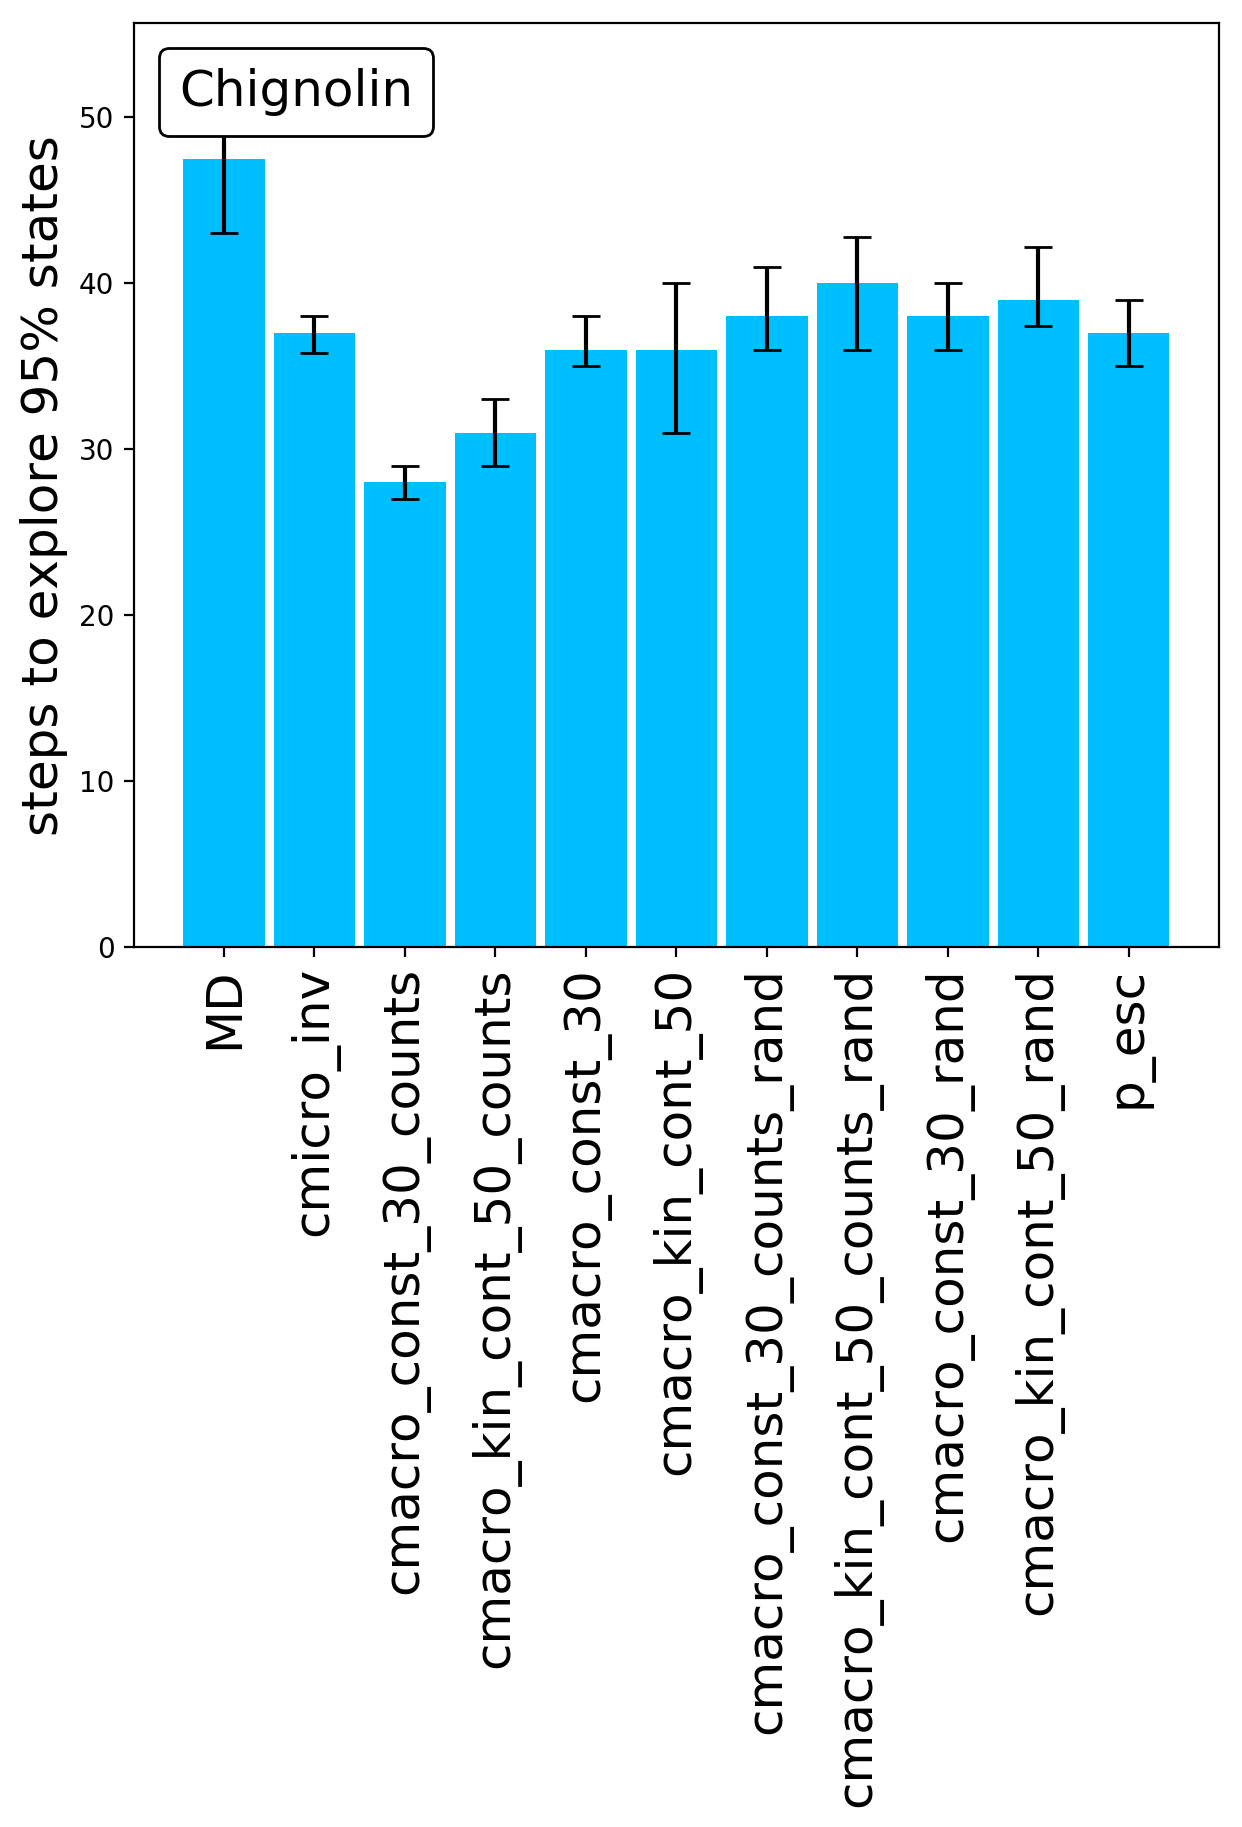 Chignolin
steps to explore 95% states
50
40
30
20
10
0
MD
cmicro_inv
cmacro_const_30_counts
cmacro_kin_cont_50_counts
cmacro_const_30
cmacro_kin_cont_50
cmacro_const_30_counts_rand
cmacro_kin_cont_50_counts_rand
cmacro_const_30_rand
cmacro_kin_cont_50_rand
p_esc